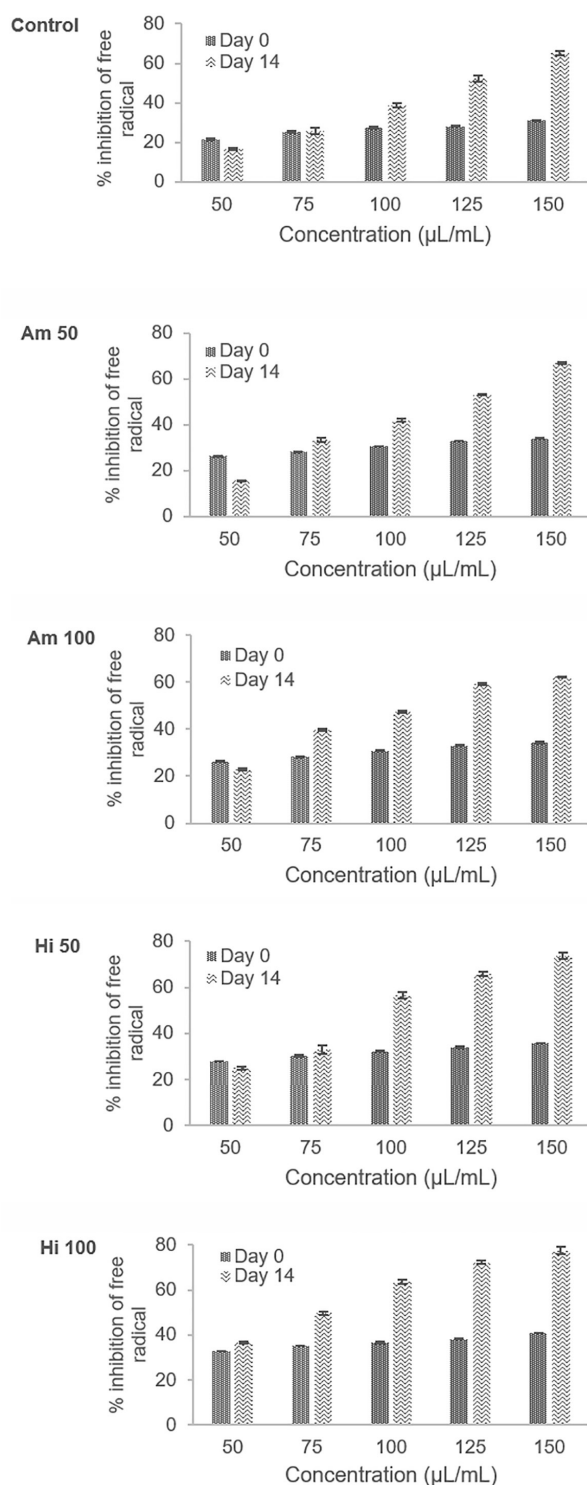 Control
% inhibition of free
radical
80
60
40
20
0
Day 0
Day 14
50 75 100 125 150
Concentration (µL/mL)
Am 50
% inhibition of free
radical
80
60
40
20
0
Day 0
Day 14
50 75 100 125 150
Concentration (µL/mL)
Am 100
% inhibition of free
radical
80
60
40
20
0
Day 0
Day 14
50 75 100 125 150
Concentration (µL/mL)
Hi 50
% inhibition of free
radical
80
60
40
20
0
Day 0
Day 14
50 75 100 125 150
Concentration (µL/mL)
Hi 100
% inhibition of free
radical
80
60
40
20
0
Day 0
Day 14
50 75 100 125 150
Concentration (µL/mL)